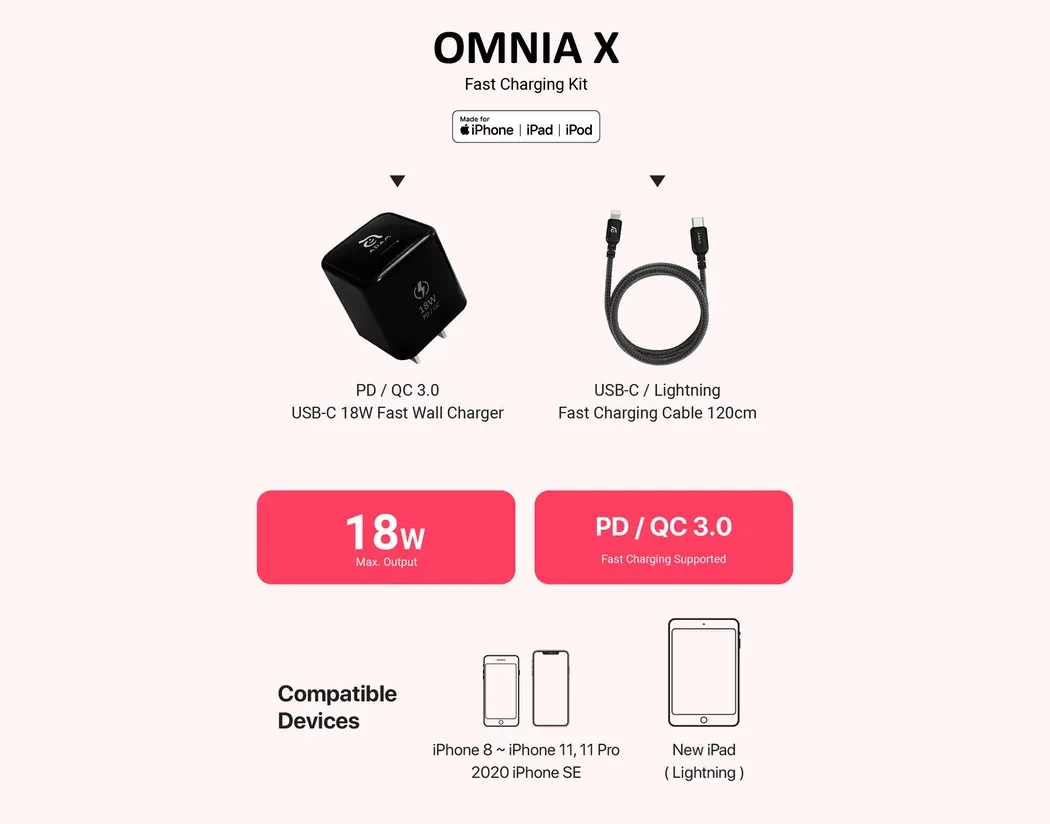 OMNIA X
Fast Charging Kit
Made for
iPhone | iPad | iPod
ADAM
18W
PD / QC
PD / QC 3.0
USB-C 18W Fast Wall Charger
USB-C / Lightning
Fast Charging Cable 120cm
18W
Max. Output
PD / QC 3.0
Fast Charging Supported
Compatible
Devices
iPhone 8 ~ iPhone 11, 11 Pro
2020 iPhone SE
New iPad
( Lightning )